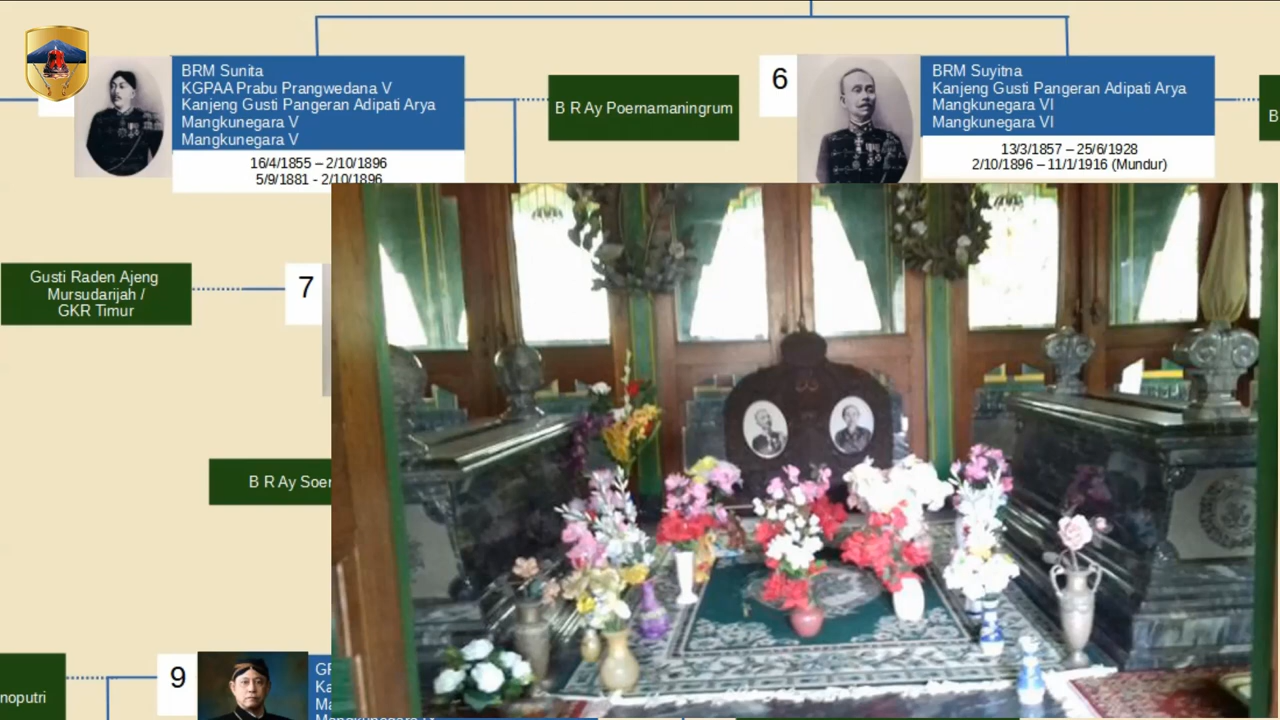 BRM Sunita
KGPAA Prabu Prangwedana V
Kanjeng Gusti Pangeran Adipati Arya
Mangkunegara V
Mangkunegara V
16/4/1855 – 2/10/1896
5/9/1881 - 2/10/1896
B R Ay Poernamaningrum
6
BRM Suyitna
Kanjeng Gusti Pangeran Adipati Arya
Mangkunegara VI
Mangkunegara VI
13/3/1857 – 25/6/1928
2/10/1896 – 11/1/1916 (Mundur)
B
Gusti Raden Ajeng
Mursudarijah /
GKR Timur
7
B R Ay Soer
noputri
9
GP
Ka
Ma